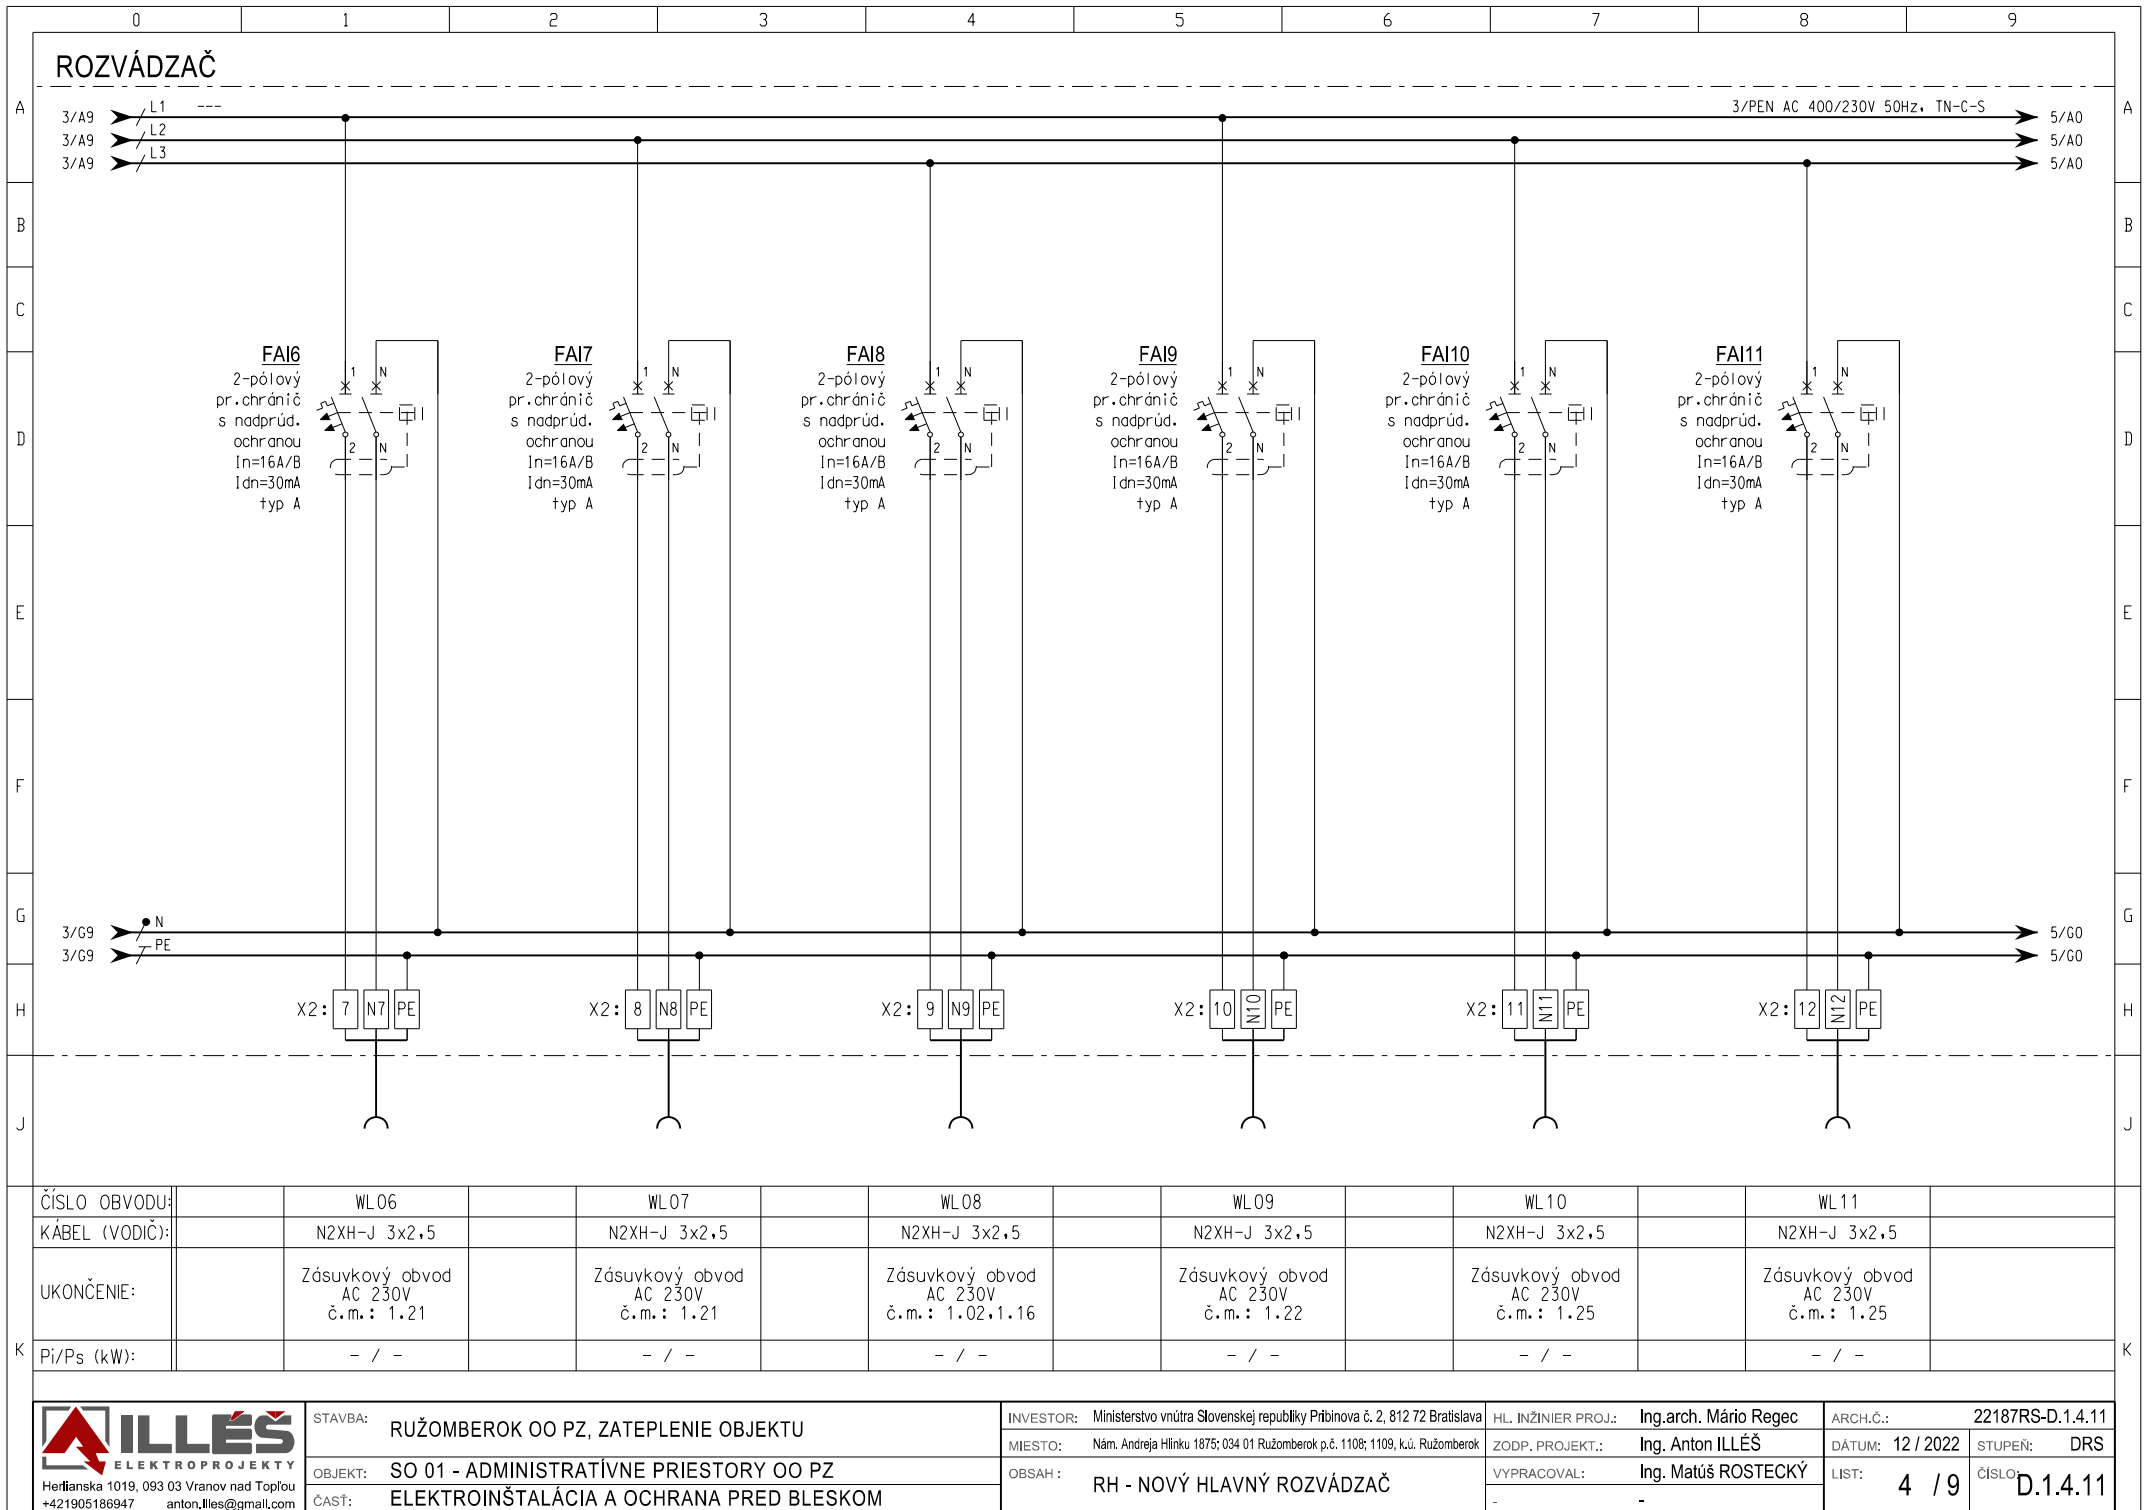 0 1 2 3 4 5 6 7 8 9
ROZVÁDZAČ
A A
3/A9 L1 --- 3/PEN AC 400/230V 50Hz, TN-C-S 5/A0
3/A9 L2 5/A0
3/A9 L3 5/A0
B B
C C
FAI6 FAI7 FAI8 FAI9 FAI10 FAI11
2-pólový 1 N 2-pólový 1 N 2-pólový 1 N 2-pólový 1 N 2-pólový 1 N 2-pólový 1 N
pr.chránič pr.chránič pr.chránič pr.chránič pr.chránič pr.chránič
s nadprúd. s nadprúd. s nadprúd. s nadprúd. s nadprúd. s nadprúd.
D D
ochranou 2 N ochranou 2 N ochranou 2 N ochranou 2 N ochranou 2 N ochranou 2 N
In=16A/B In=16A/B In=16A/B In=16A/B In=16A/B In=16A/B
Idn=30mA Idn=30mA Idn=30mA Idn=30mA Idn=30mA Idn=30mA
typ A typ A typ A typ A typ A typ A
E E
F F
G G
3/G9 N 5/G0
3/G9 PE 5/G0
H X2: 7 N7 PE X2: 8 N8 PE X2: 9 N9 PE X2: 10 N10 PE X2: 11 N11 PE X2: 12 N12 PE H
J J
ČÍSLO OBVODU: WL06 WL07 WL08 WL09 WL10 WL11
KÁBEL (VODIČ): N2XH-J 3x2,5 N2XH-J 3x2,5 N2XH-J 3x2,5 N2XH-J 3x2,5 N2XH-J 3x2,5 N2XH-J 3x2,5
UKONČENIE:
Zásuvkový obvod Zásuvkový obvod Zásuvkový obvod Zásuvkový obvod Zásuvkový obvod Zásuvkový obvod
AC 230V AC 230V AC 230V AC 230V AC 230V AC 230V
č.m.: 1.21 č.m.: 1.21 č.m.: 1.02,1.16 č.m.: 1.22 č.m.: 1.25 č.m.: 1.25
K Pi/Ps (kW): - / - - / - - / - - / - - / - - / - K
ILLÉŠ
ELEKTROPROJEKTY
Herlianska 1019, 093 03 Vranov nad Topľou
+421905186947 anton.illes@gmail.com
STAVBA: RUŽOMBEROK OO PZ, ZATEPLENIE OBJEKTU
OBJEKT: SO 01 - ADMINISTRATÍVNE PRIESTORY OO PZ
ČASŤ: ELEKTROINŠTALÁCIA A OCHRANA PRED BLESKOM
INVESTOR: Ministerstvo vnútra Slovenskej republiky Pribinova č. 2, 812 72 Bratislava
MIESTO: Nám. Andreja Hlinku 1875; 034 01 Ružomberok p.č. 1108; 1109, k.ú. Ružomberok
OBSAH : RH - NOVÝ HLAVNÝ ROZVÁDZAČ
HL. INŽINIER PROJ.: Ing.arch. Mário Regec
ZODP. PROJEKT.: Ing. Anton ILLÉŠ
VYPRACOVAL: Ing. Matúš ROSTECKÝ
- -
ARCH.Č.: 22187RS-D.1.4.11
DÁTUM: 12 / 2022 STUPEŇ: DRS
LIST: 4 / 9 ČÍSLO: D.1.4.11